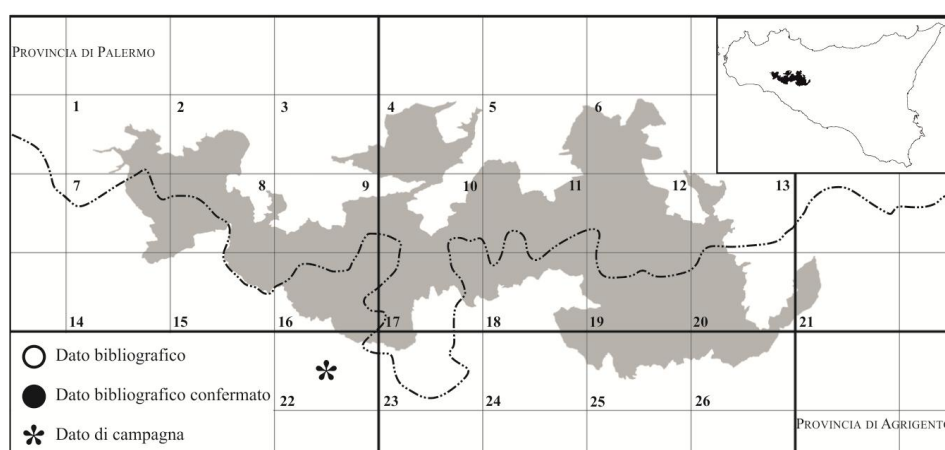 PROVINCIA DI PALERMO
1 2 3 4 5 6
7 8 9 10 11 12 13
14 15 16 17 18 19 20 21
Dato bibliografico
Dato bibliografico confermato
22 23 24 25 26
Dato di campagna
PROVINCIA DI AGRIGENTO